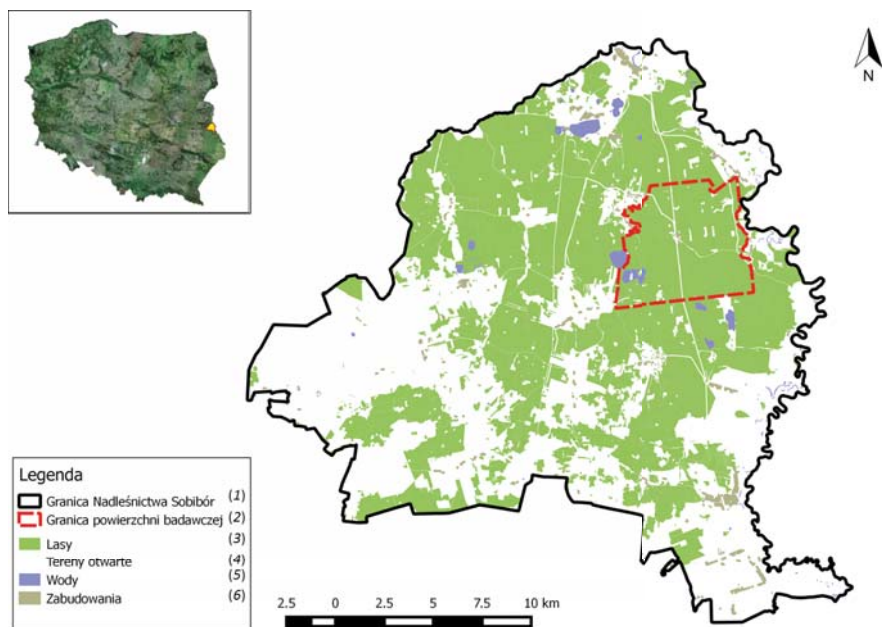 N
Legenda
Granica Nadleśnictwa Sobibór (1)
Granica powierzchni badawczej (2)
Lasy (3)
Tereny otwarte (4)
Wody (5)
Zabudowania (6)
2.5 0 2.5 5 7.5 10 km